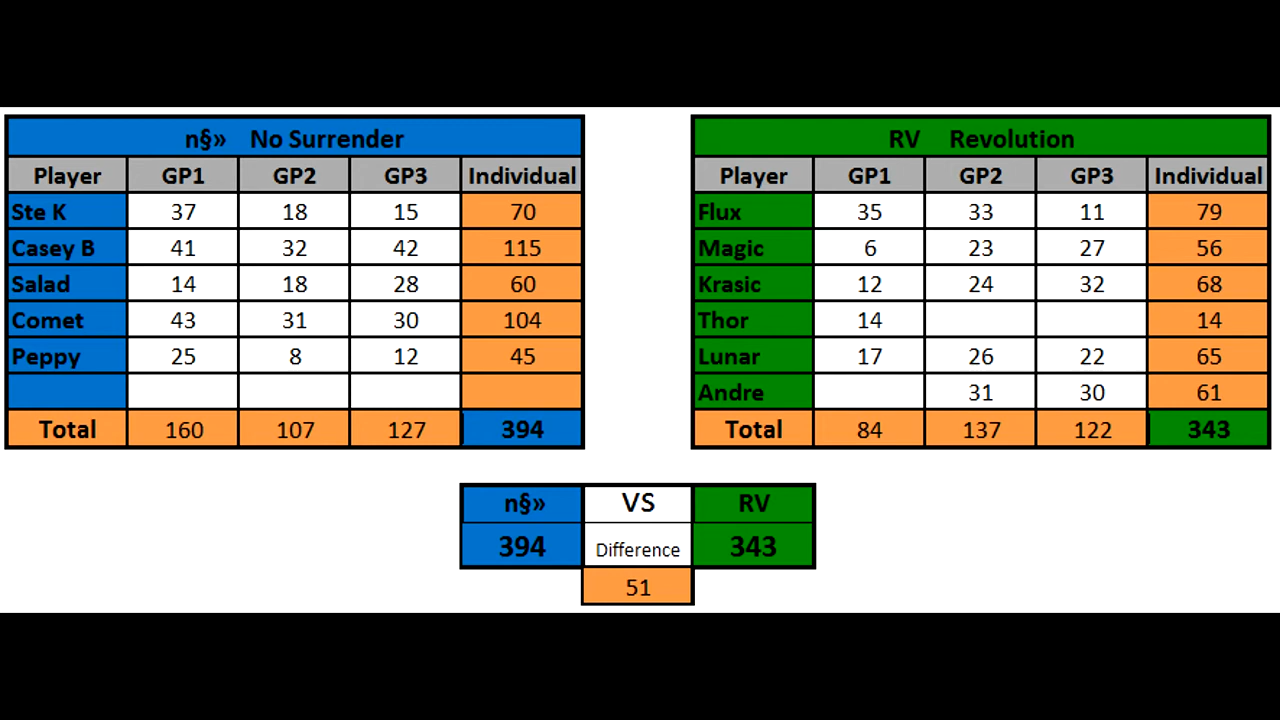 n§» No Surrender
Player GP1 GP2 GP3 Individual
Ste K 37 18 15 70
Casey B 41 32 42 115
Salad 14 18 28 60
Comet 43 31 30 104
Peppy 25 8 12 45
Total 160 107 127 394
RV Revolution
Player GP1 GP2 GP3 Individual
Flux 35 33 11 79
Magic 6 23 27 56
Krasic 12 24 32 68
Thor 14 14
Lunar 17 26 22 65
Andre 31 30 61
Total 84 137 122 343
n§» VS RV
394 Difference 343
51